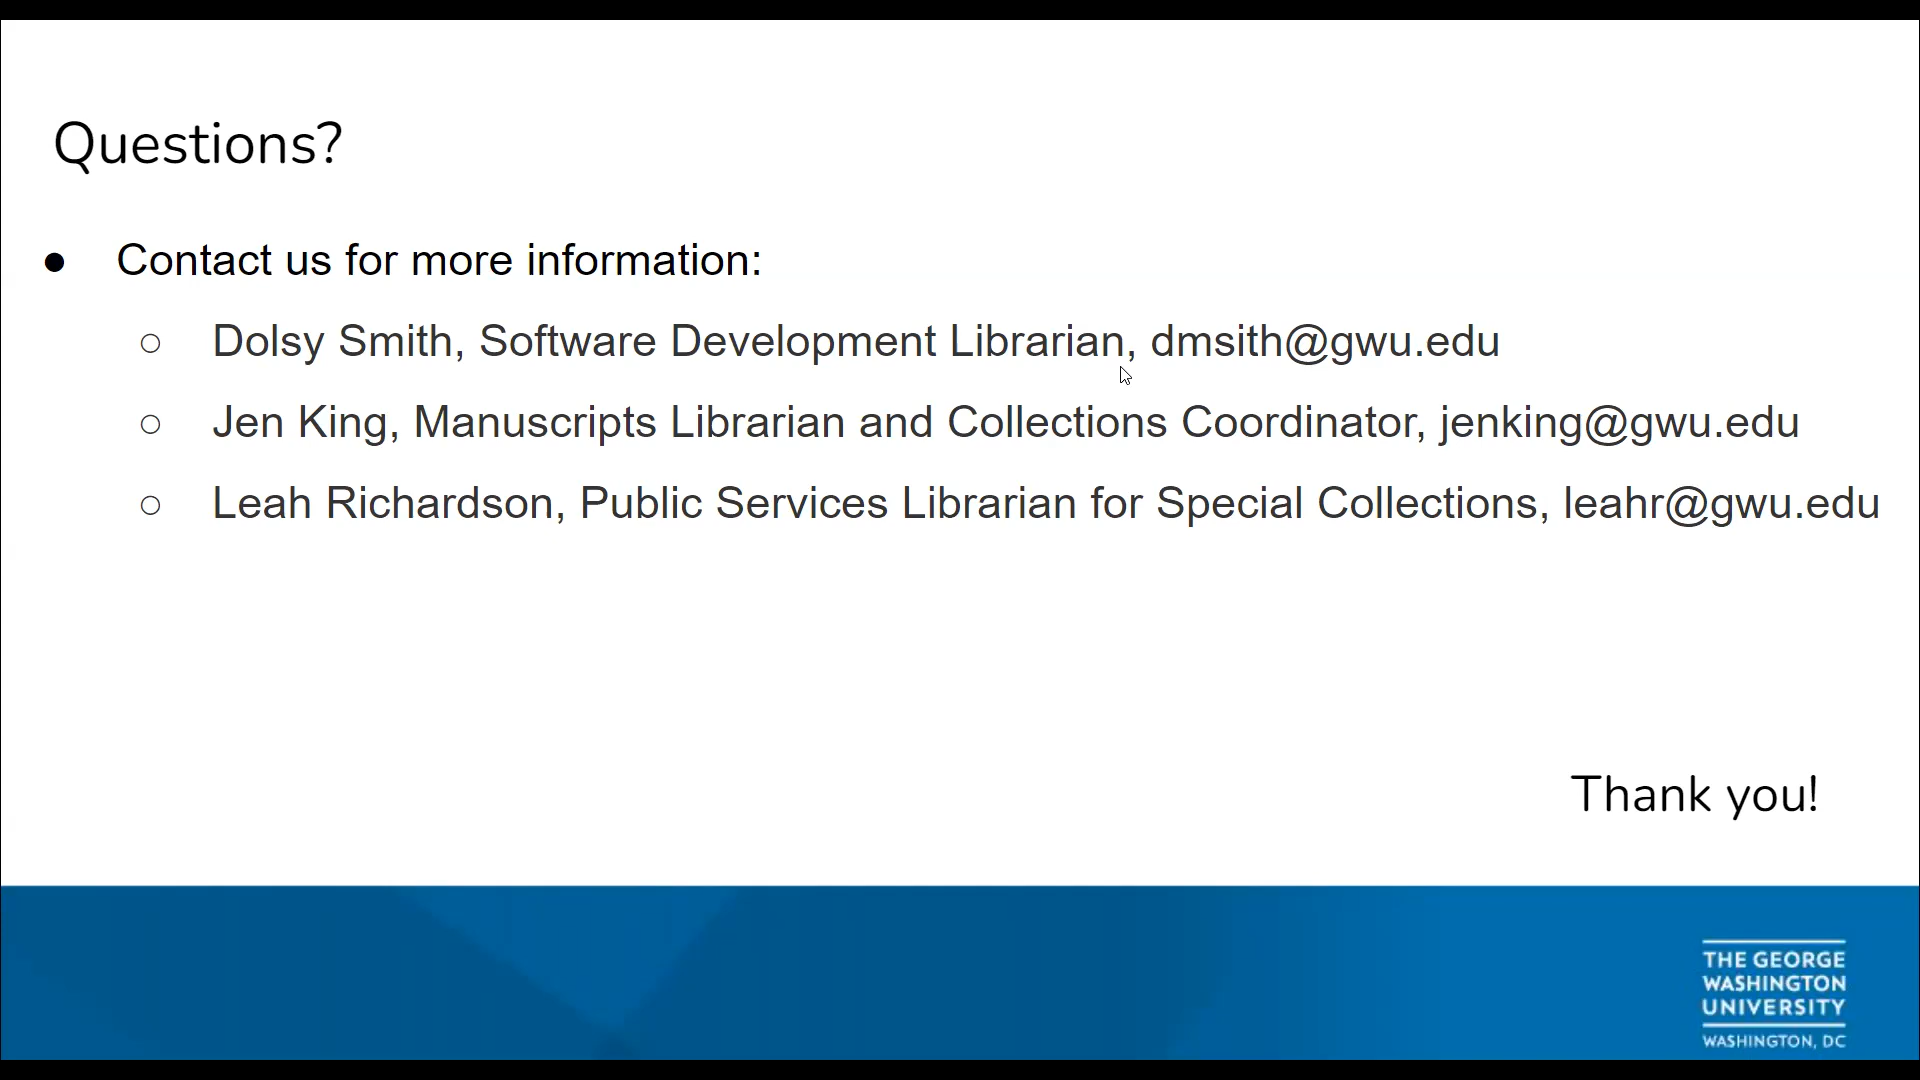 Questions?
● Contact us for more information:
○ Dolsy Smith, Software Development Librarian, dmsith@gwu.edu
○ Jen King, Manuscripts Librarian and Collections Coordinator, jenking@gwu.edu
○ Leah Richardson, Public Services Librarian for Special Collections, leahr@gwu.edu
Thank you!
THE GEORGE
WASHINGTON
UNIVERSITY
WASHINGTON, DC